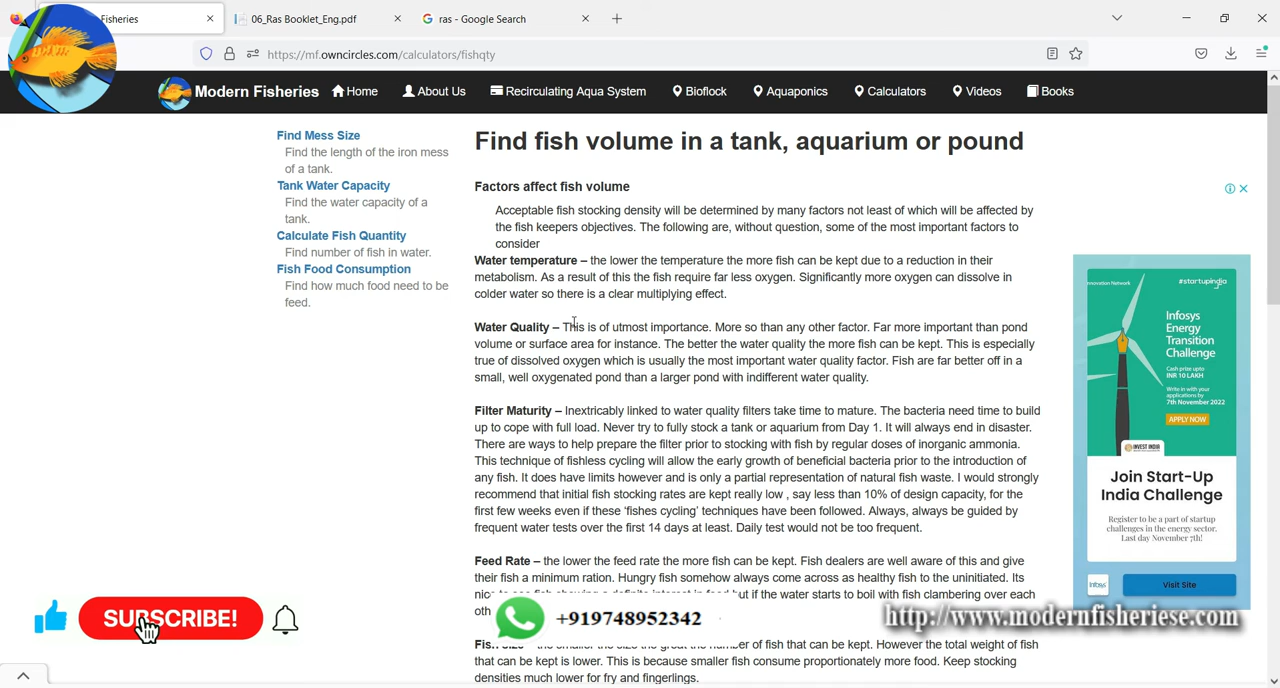 Fisheries
06_Ras Booklet_Eng.pdf
ras - Google Search
https://mf.owncircles.com/calculators/fishqty
Modern Fisheries
Home
About Us
Recirculating Aqua System
Bioflock
Aquaponics
Calculators
Videos
Books
Find Mess Size
Find the length of the iron mess
of a tank.
Tank Water Capacity
Find the water capacity of a
tank.
Calculate Fish Quantity
Find number of fish in water.
Fish Food Consumption
Find how much food need to be
feed.
Find fish volume in a tank, aquarium or pound
Factors affect fish volume
Acceptable fish stocking density will be determined by many factors not least of which will be affected by
the fish keepers objectives. The following are, without question, some of the most important factors to
consider
Water temperature – the lower the temperature the more fish can be kept due to a reduction in their
metabolism. As a result of this the fish require far less oxygen. Significantly more oxygen can dissolve in
colder water so there is a clear multiplying effect.
Water Quality – This is of utmost importance. More so than any other factor. Far more important than pond
volume or surface area for instance. The better the water quality the more fish can be kept. This is especially
true of dissolved oxygen which is usually the most important water quality factor. Fish are far better off in a
small, well oxygenated pond than a larger pond with indifferent water quality.
Filter Maturity – Inextricably linked to water quality filters take time to mature. The bacteria need time to build
up to cope with full load. Never try to fully stock a tank or aquarium from Day 1. It will always end in disaster.
There are ways to help prepare the filter prior to stocking with fish by regular doses of inorganic ammonia.
This technique of fishless cycling will allow the early growth of beneficial bacteria prior to the introduction of
any fish. It does have limits however and is only a partial representation of natural fish waste. I would strongly
recommend that initial fish stocking rates are kept really low , say less than 10% of design capacity, for the
first few weeks even if these 'fishes cycling' techniques have been followed. Always, always be guided by
frequent water tests over the first 14 days at least. Daily test would not be too frequent.
Feed Rate – the lower the feed rate the more fish can be kept. Fish dealers are well aware of this and give
their fish a minimum ration. Hungry fish somehow always come across as healthy fish to the uninitiated. Its
but if the water starts to boil with fish clambering over each
oth
Fish size
of fish that can be kept. However the total weight of fish
that can be kept is lower. This is because smaller fish consume proportionately more food. Keep stocking
densities much lower for fry and fingerlings.
novation Network
#startupindia
Infosys
Energy
Transition
Challenge
Cash prize upto
INR 10 LAKH
Write in with your
applications by
7th November 2022
APPLY NOW
INVEST INDIA
Join Start-Up
India Challenge
Register to be a part of startup
challenges in the energy sector.
Last day November 7th!
Infosys
Visit Site
SUBSCRIBE!
+919748952342
http://www.modernfisheriese.com